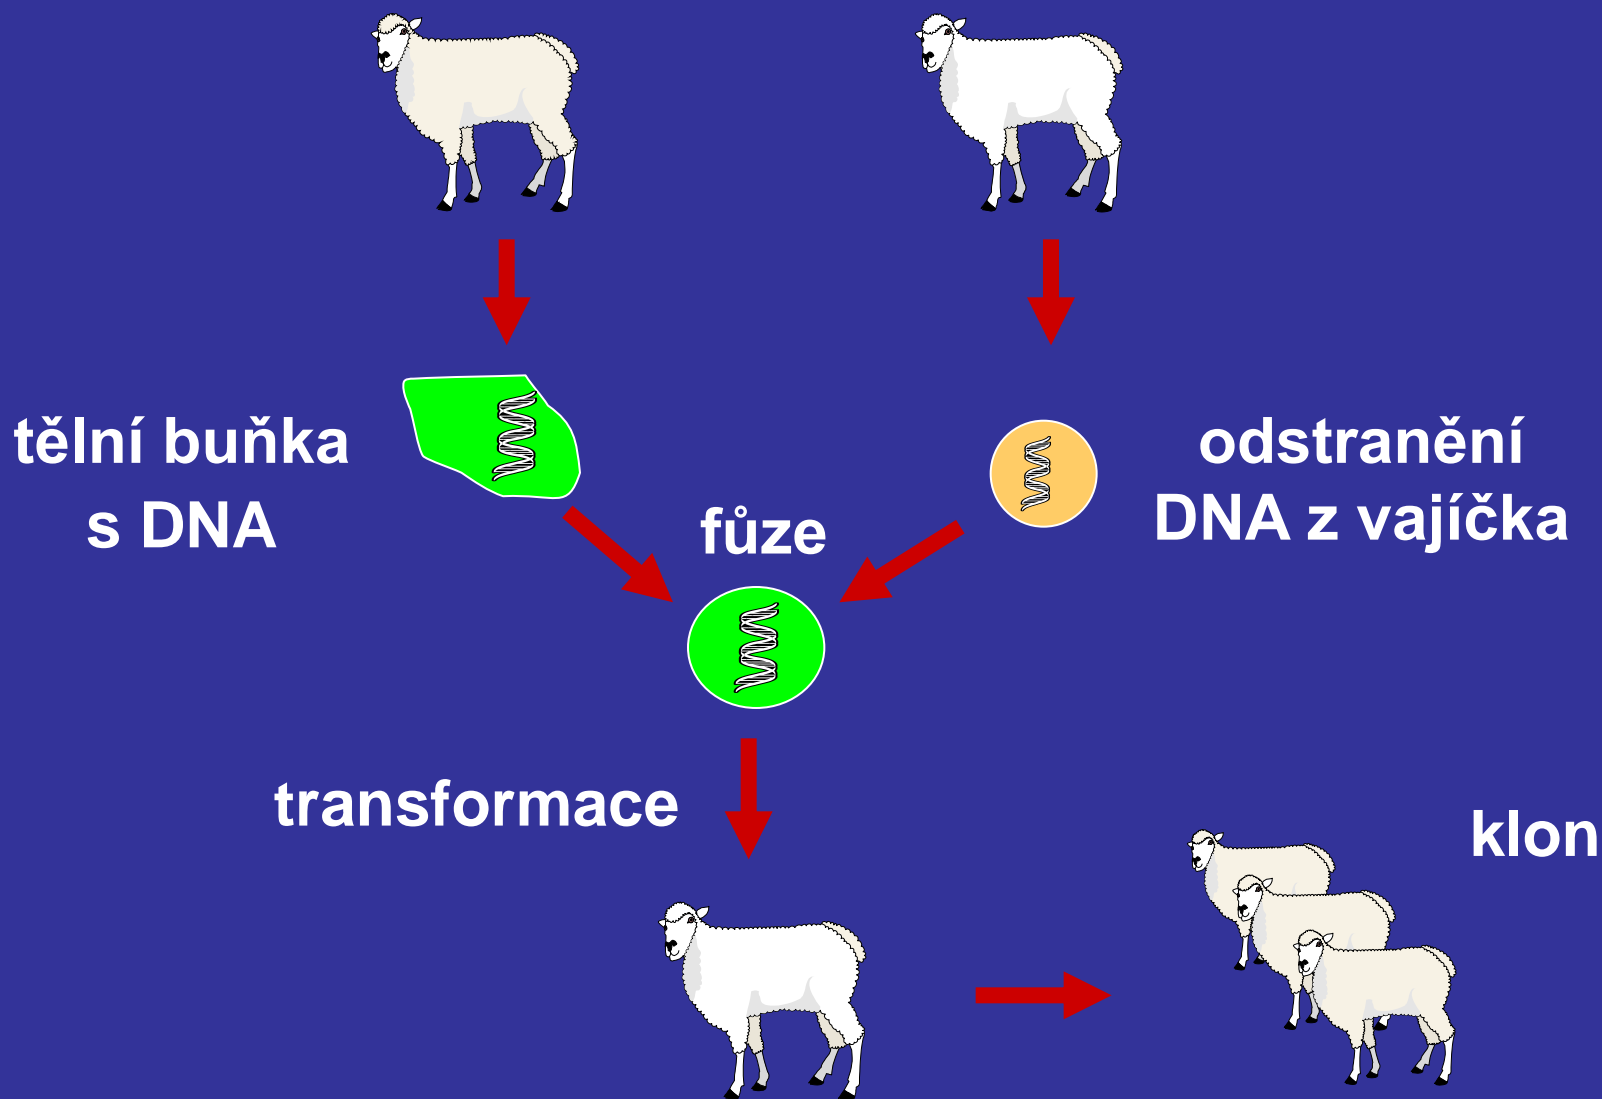 tělní buňka
s DNA
fůze
odstranění
DNA z vajíčka
transformace
klon